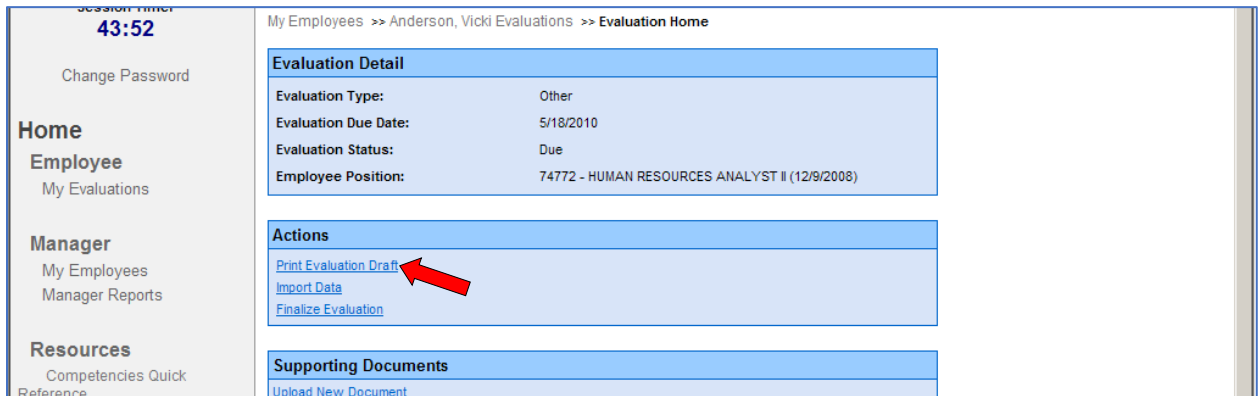 Session Timer
43:52
Change Password
Home
Employee
My Evaluations
Manager
My Employees
Manager Reports
Resources
Competencies Quick
Reference
My Employees >> Anderson, Vicki Evaluations >> Evaluation Home
Evaluation Detail
Evaluation Type: Other
Evaluation Due Date: 5/18/2010
Evaluation Status: Due
Employee Position: 74772 - HUMAN RESOURCES ANALYST II (12/9/2008)
Actions
Print Evaluation Draft
Import Data
Finalize Evaluation
Supporting Documents
Upload New Document